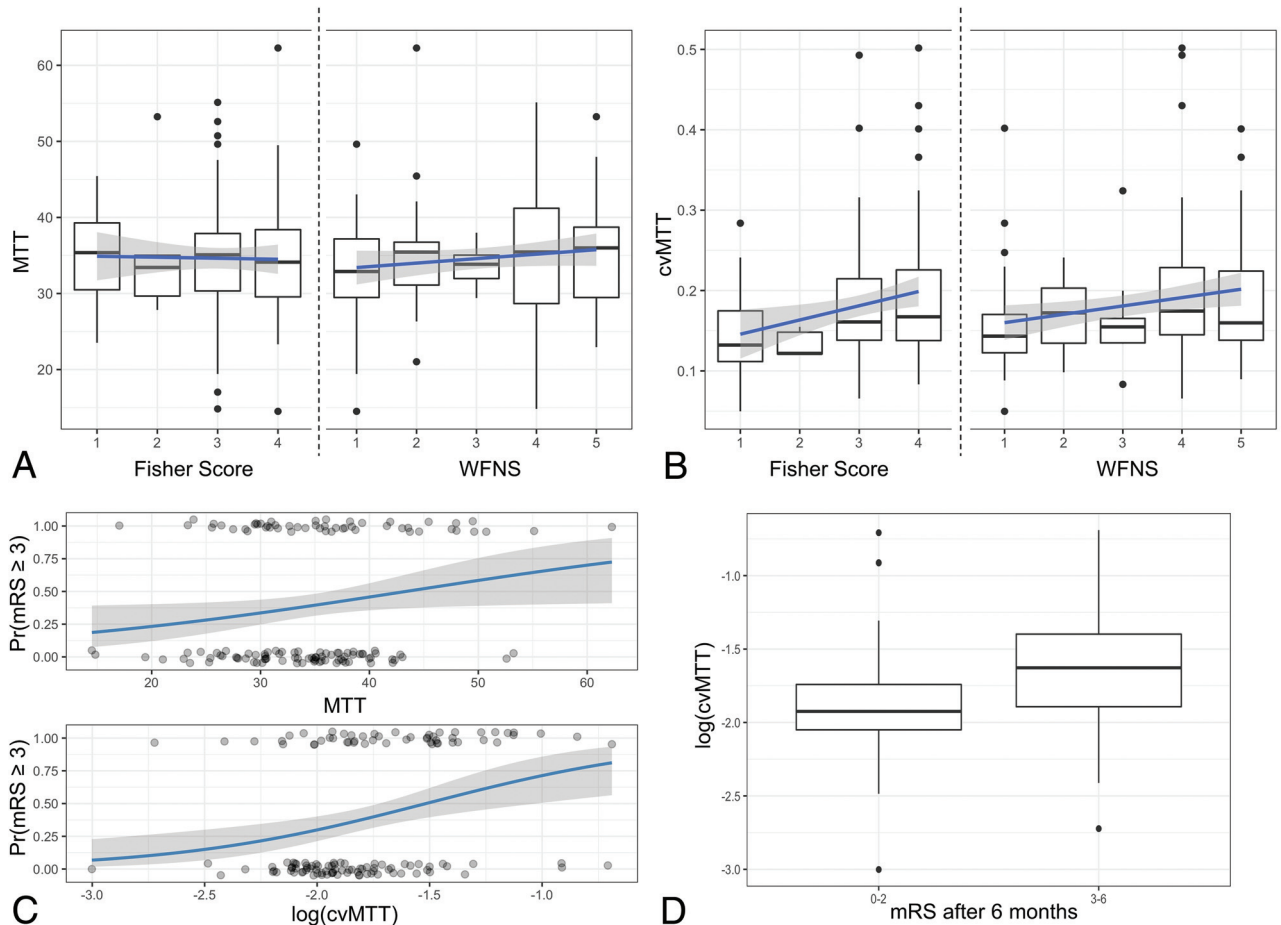 MTT
60
50
40
30
20
1 2 3 4
1 2 3 4 5
A
Fisher Score
WFNS
cvMTT
0.5
0.4
0.3
0.2
0.1
1 2 3 4
1 2 3 4 5
B
Fisher Score
WFNS
Pr(mRS ≥ 3)
1.00
0.75
0.50
0.25
0.00
20 30 40 50 60
MTT
Pr(mRS ≥ 3)
1.00
0.75
0.50
0.25
0.00
-3.0 -2.5 -2.0 -1.5 -1.0
C
log(cvMTT)
log(cvMTT)
-1.0
-1.5
-2.0
-2.5
-3.0
0-2 3-6
D
mRS after 6 months